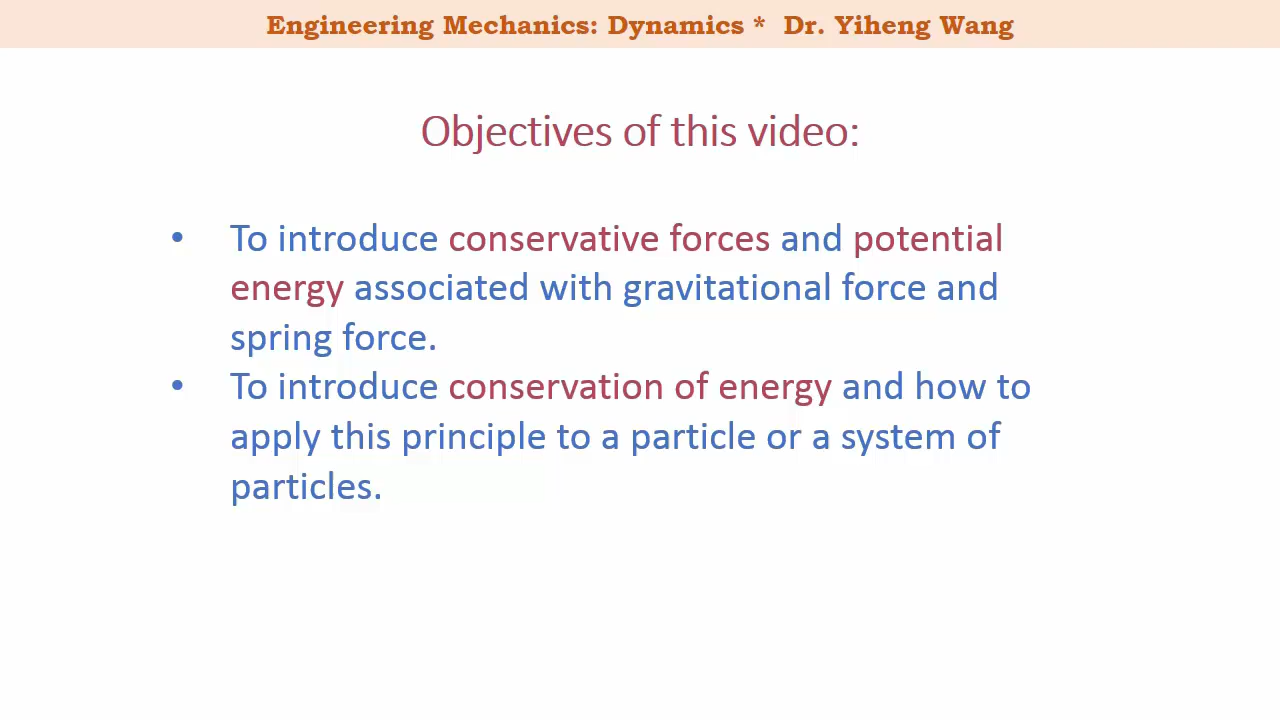 Engineering Mechanics: Dynamics * Dr. Yiheng Wang
Objectives of this video:
• To introduce conservative forces and potential
energy associated with gravitational force and
spring force.
• To introduce conservation of energy and how to
apply this principle to a particle or a system of
particles.